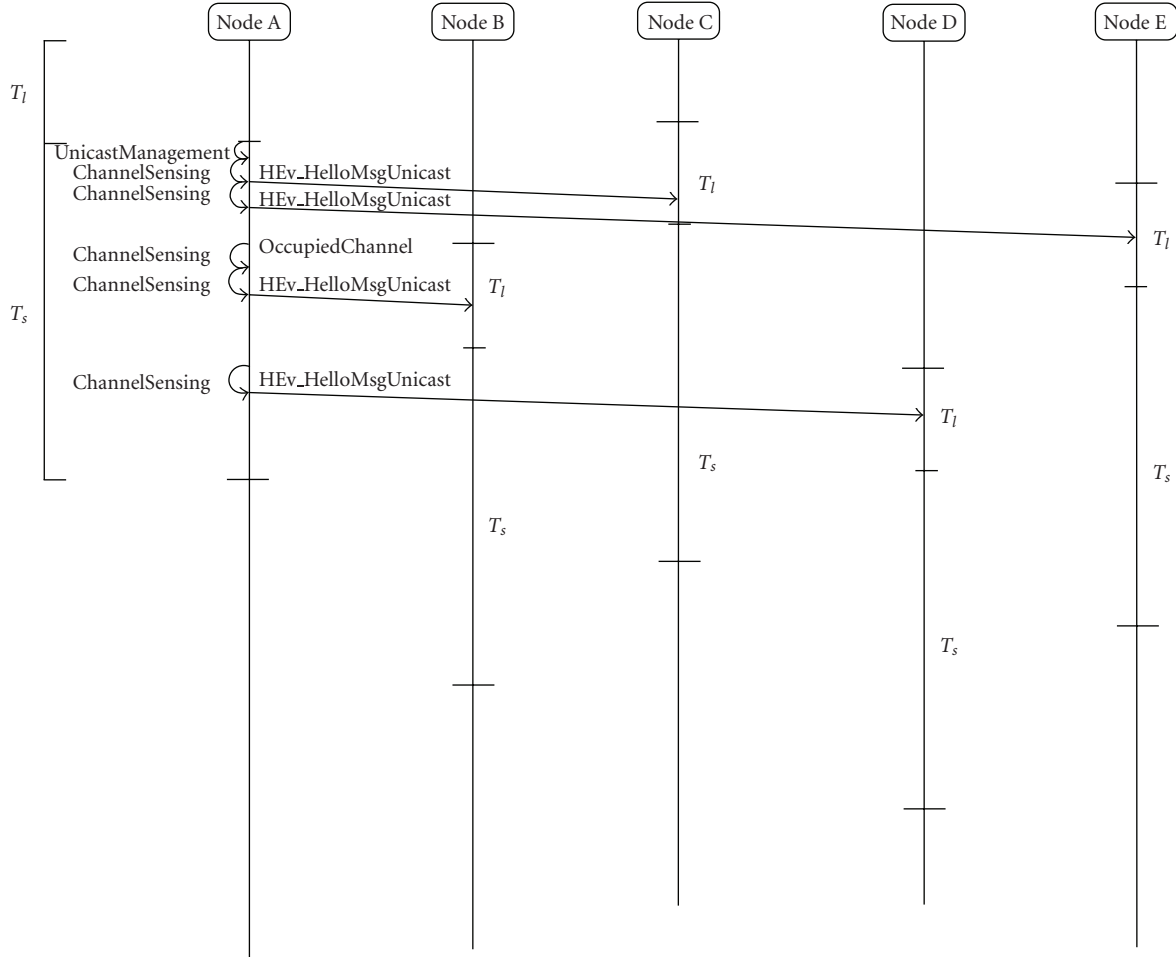 Node A
Node B
Node C
Node D
Node E
T_l
UnicastManagement
ChannelSensing
HEv_HelloMsgUnicast
T_l
ChannelSensing
HEv_HelloMsgUnicast
T_l
ChannelSensing
OccupiedChannel
ChannelSensing
HEv_HelloMsgUnicast
T_l
T_s
ChannelSensing
HEv_HelloMsgUnicast
T_l
T_s
T_s
T_s
T_s